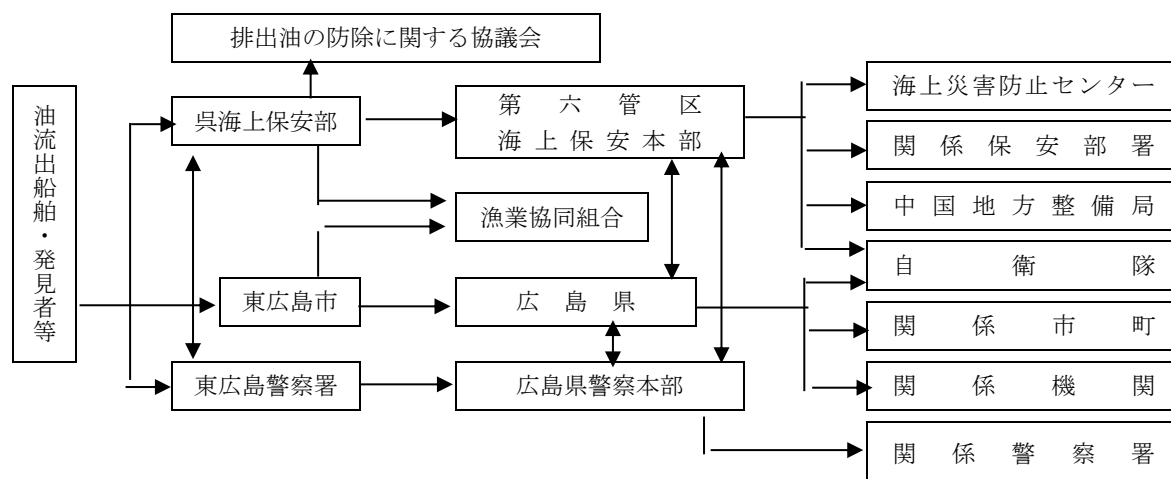 排出油の防除に関する協議会
油流出船舶・発見者等
呉海上保安部
第六管区
海上保安本部
漁業協同組合
東広島市
広島県
東広島警察署
広島県警察本部
海上災害防止センター
関係保安部署
中国地方整備局
自衛隊
関係市町
関係機関
関係警察署